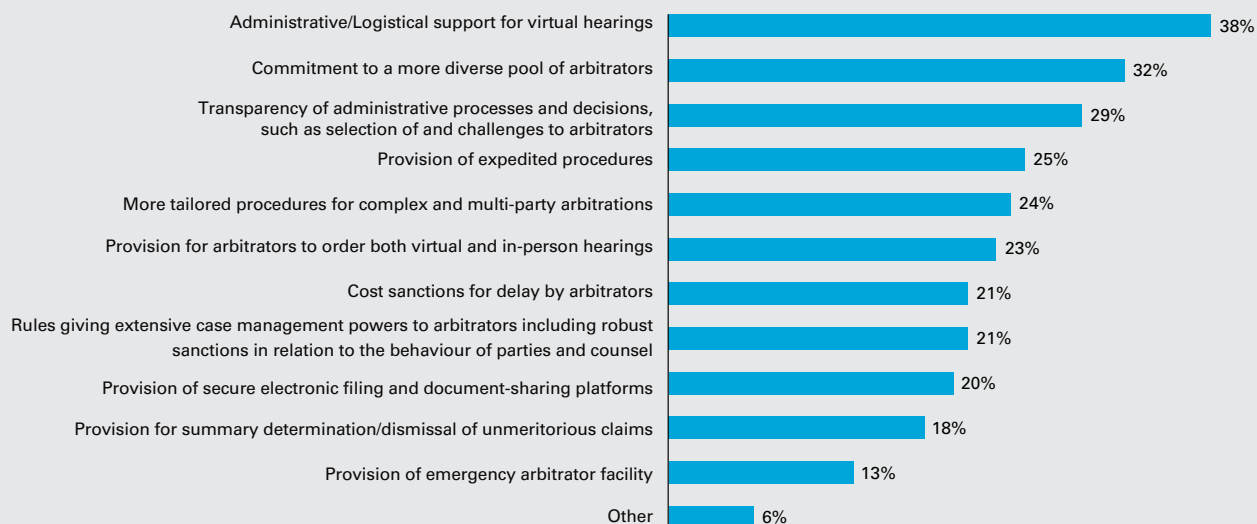 Administrative/Logistical support for virtual hearings
38%
Commitment to a more diverse pool of arbitrators
32%
Transparency of administrative processes and decisions,
such as selection of and challenges to arbitrators
29%
Provision of expedited procedures
25%
More tailored procedures for complex and multi-party arbitrations
24%
Provision for arbitrators to order both virtual and in-person hearings
23%
Cost sanctions for delay by arbitrators
21%
Rules giving extensive case management powers to arbitrators including robust
sanctions in relation to the behaviour of parties and counsel
21%
Provision of secure electronic filing and document-sharing platforms
20%
Provision for summary determination/dismissal of unmeritorious claims
18%
Provision of emergency arbitrator facility
13%
Other
6%